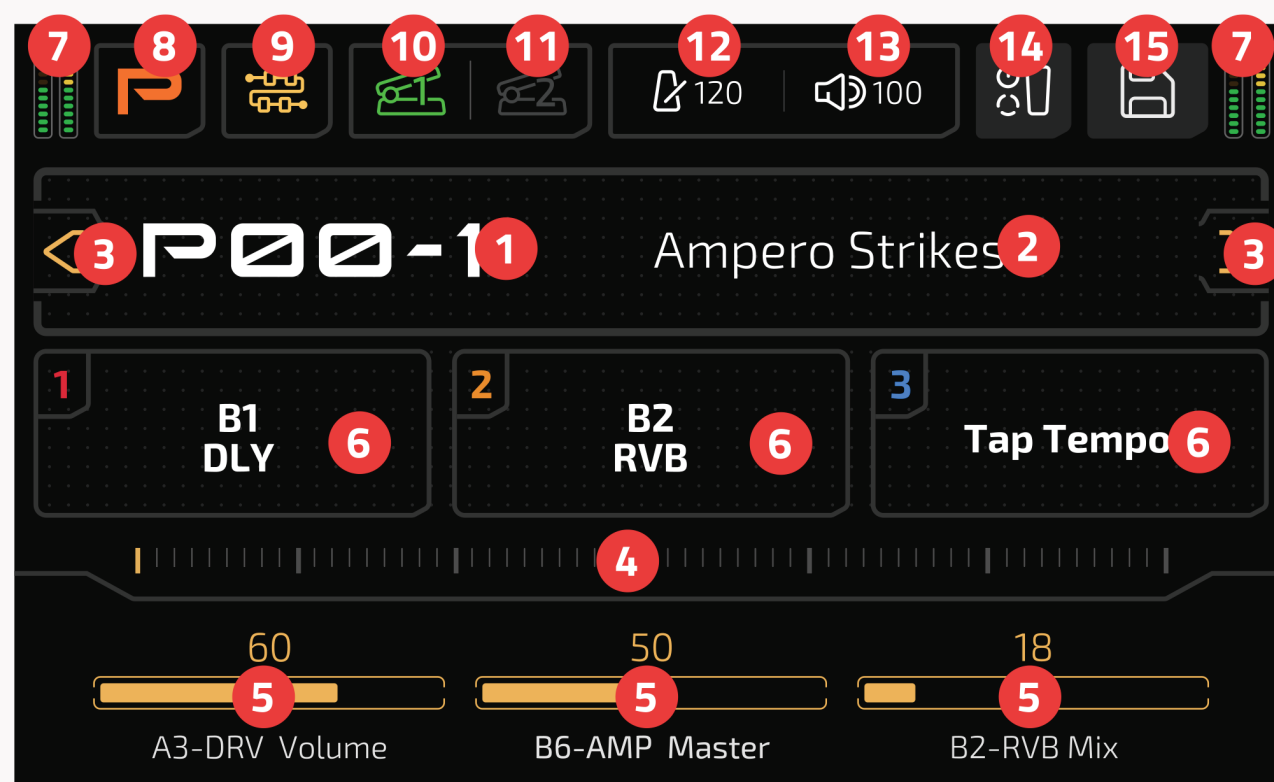 7 8 9 10 11 12 13 14 15 7
1 2 120 100
3 P00-1 1 Ampero Strikes 2 3
1 2 3
B1 B2
DLY 6 RVB 6 Tap Tempo 6
4
60 50 18
5 5 5
A3-DRV Volume B6-AMP Master B2-RVB Mix